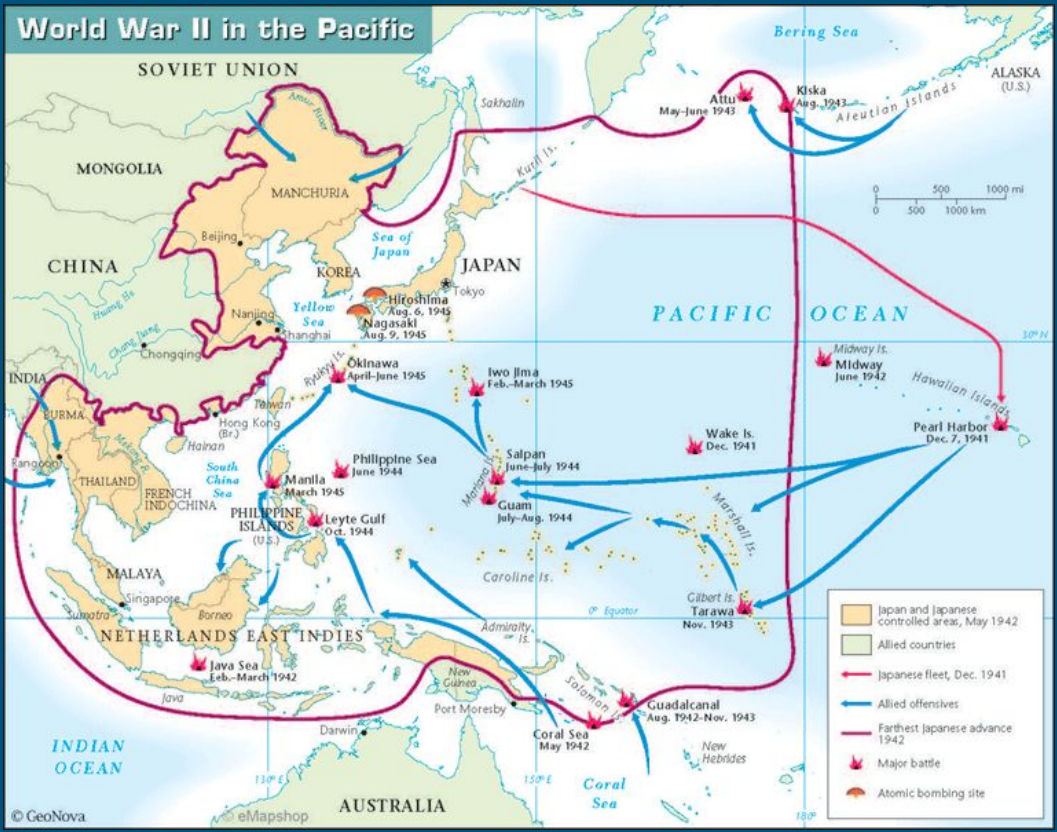 World War II in the Pacific
Bering Sea
SOVIET UNION
ALASKA
(U.S.)
Amur River
Sakhalin
Attu
May–June 1943
Kiska
Aug. 1943
Aleutian Islands
MONGOLIA
MANCHURIA
Kuril Is.
0 500 1000 mi
0 500 1000 km
Beijing
Sea of
Japan
CHINA
KOREA
JAPAN
Tokyo
Huang He
Yellow
Sea
Hiroshima
Aug. 6, 1945
Nagasaki
Aug. 9, 1945
Nanjing
Shanghai
PACIFIC OCEAN
30° N
Chang Jiang
Chongqing
Midway Is.
Midway
June 1942
Ryukyu Is.
Okinawa
April–June 1945
Iwo Jima
Feb.–March 1945
Hawaiian Islands
INDIA
BURMA
Taiwan
Hong Kong
(Br.)
Pearl Harbor
Dec. 7, 1941
Mekong R.
Hainan
Wake Is.
Dec. 1941
Rangoon
South
China
Sea
Philippine Sea
June 1944
Saipan
June–July 1944
Mariana Is.
THAILAND
Manila
March 1945
FRENCH
INDOCHINA
PHILIPPINE
ISLANDS
(U.S.)
Leyte Gulf
Oct. 1944
Guam
July–Aug. 1944
Marshall Is.
MALAYA
Caroline Is.
Singapore
Sumatra
Borneo
Gilbert Is.
Tarawa
Nov. 1943
0° Equator
Admiralty
Is.
NETHERLANDS EAST INDIES
Java Sea
Feb.–March 1942
New
Guinea
Solomon Is.
Java
Port Moresby
Guadalcanal
Aug. 1942–Nov. 1943
Darwin
Coral Sea
May 1942
New
Hebrides
INDIAN
OCEAN
130° E
150° E
180°
Coral
Sea
AUSTRALIA
Japan and Japanese
controlled areas, May 1942
Allied countries
Japanese fleet, Dec. 1941
Allied offensives
Farthest Japanese advance
1942
Major battle
Atomic bombing site
© GeoNova
© eMapshop